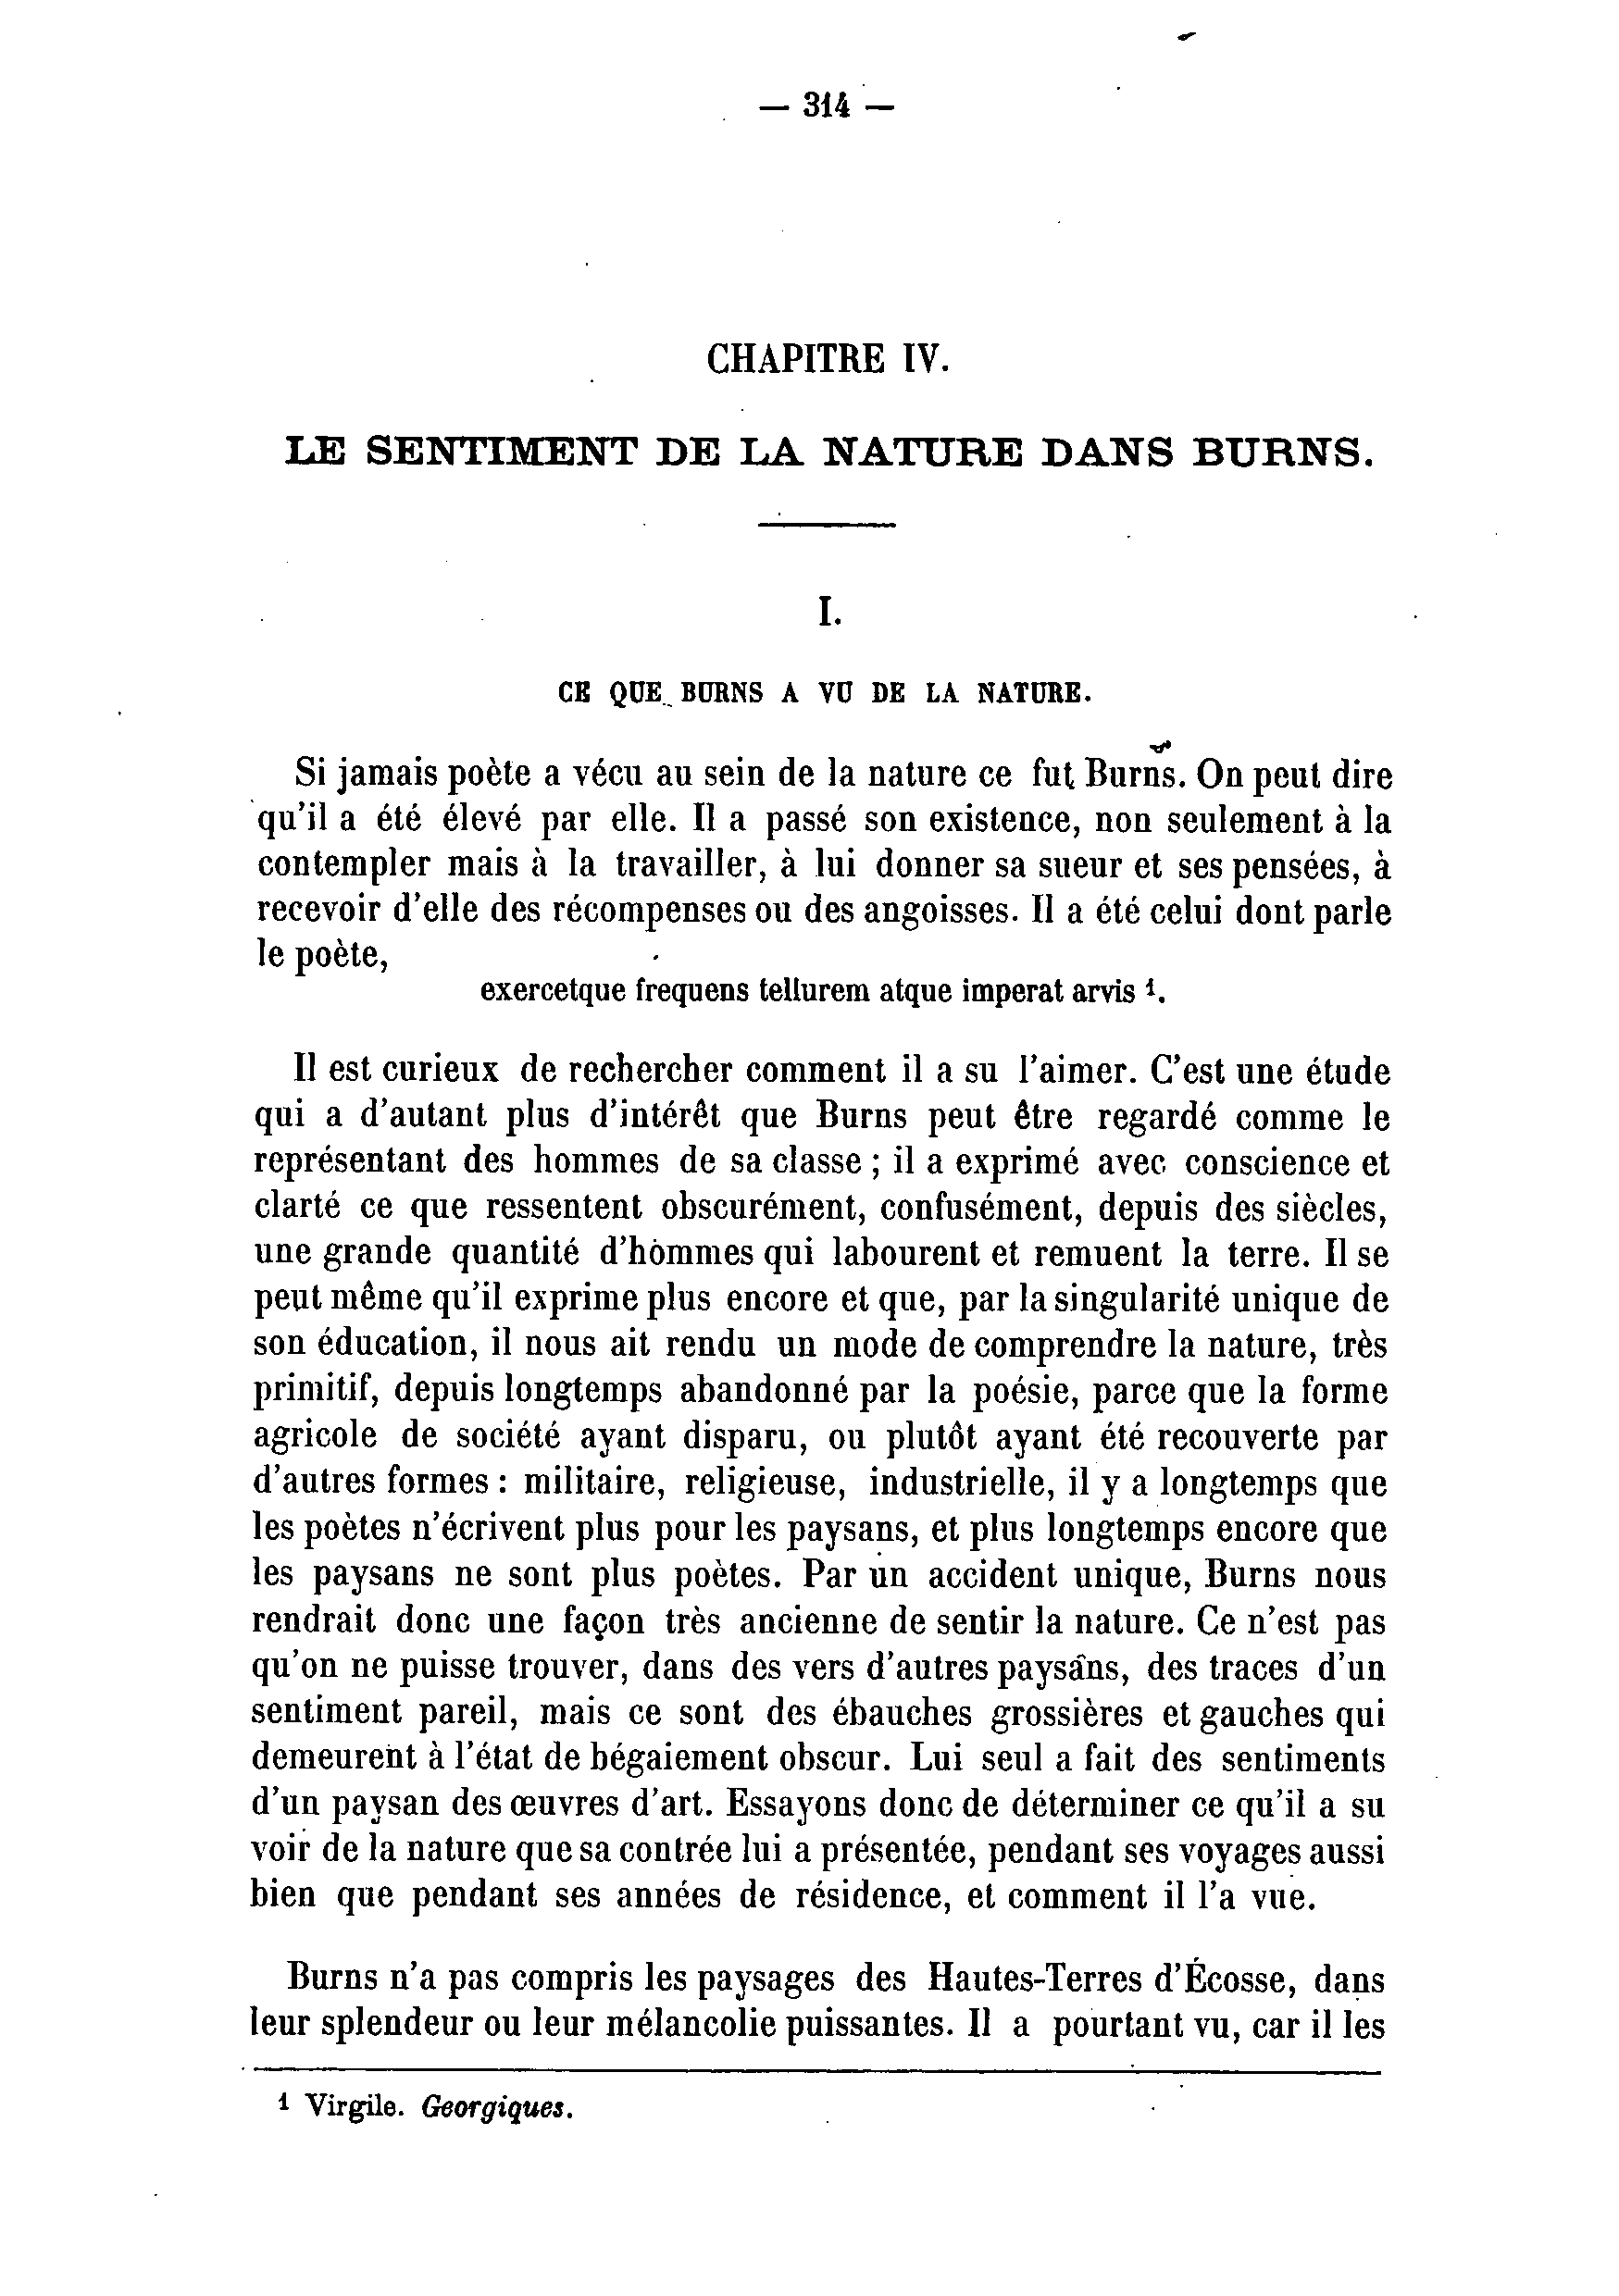 — 314 —
CHAPITRE IV.
LE SENTIMENT DE LA NATURE DANS BURNS.
I.
CE QUE BURNS A VU DE LA NATURE.
Si jamais poète a vécu au sein de la nature ce fut Burns. On peut dire
qu'il a été élevé par elle. Il a passé son existence, non seulement à la
contempler mais à la travailler, à lui donner sa sueur et ses pensées, à
recevoir d'elle des récompenses ou des angoisses. Il a été celui dont parle
le poète,
exercetque frequens tellurem atque imperat arvis ¹.
Il est curieux de rechercher comment il a su l'aimer. C'est une étude
qui a d'autant plus d'intérêt que Burns peut être regardé comme le
représentant des hommes de sa classe ; il a exprimé avec conscience et
clarté ce que ressentent obscurément, confusément, depuis des siècles,
une grande quantité d'hommes qui labourent et remuent la terre. Il se
peut même qu'il exprime plus encore et que, par la singularité unique de
son éducation, il nous ait rendu un mode de comprendre la nature, très
primitif, depuis longtemps abandonné par la poésie, parce que la forme
agricole de société ayant disparu, ou plutôt ayant été recouverte par
d'autres formes : militaire, religieuse, industrielle, il y a longtemps que
les poètes n'écrivent plus pour les paysans, et plus longtemps encore que
les paysans ne sont plus poètes. Par un accident unique, Burns nous
rendrait donc une façon très ancienne de sentir la nature. Ce n'est pas
qu'on ne puisse trouver, dans des vers d'autres paysans, des traces d'un
sentiment pareil, mais ce sont des ébauches grossières et gauches qui
demeurent à l'état de bégaiement obscur. Lui seul a fait des sentiments
d'un paysan des œuvres d'art. Essayons donc de déterminer ce qu'il a su
voir de la nature que sa contrée lui a présentée, pendant ses voyages aussi
bien que pendant ses années de résidence, et comment il l'a vue.
Burns n'a pas compris les paysages des Hautes-Terres d'Écosse, dans
leur splendeur ou leur mélancolie puissantes. Il a pourtant vu, car il les
¹ Virgile. Georgiques.